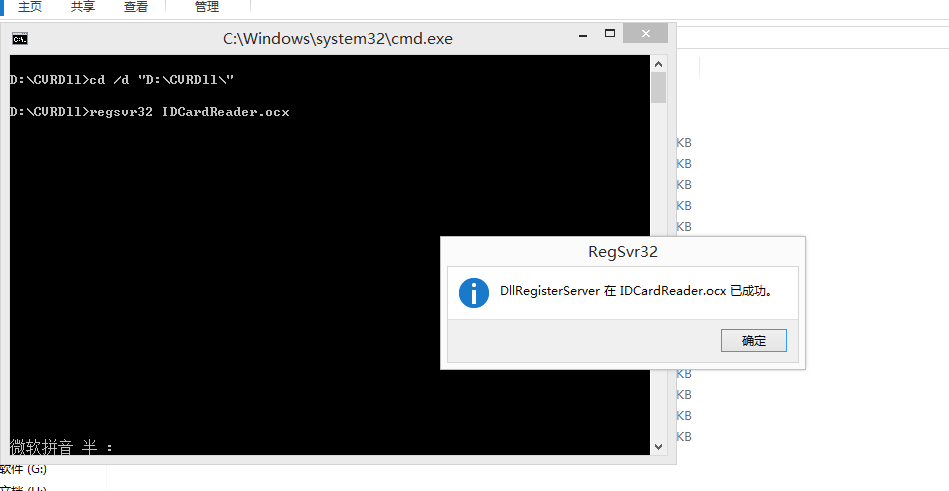 主页 共享 查看 管理
C:\Windows\system32\cmd.exe
D:\CVRDll>cd /d "D:\CVRDll\"
D:\CVRDll>regsvr32 IDCardReader.ocx
KB
KB
KB
KB
KB
RegSvr32
DllRegisterServer 在 IDCardReader.ocx 已成功。
确定
KB
KB
KB
KB
微软拼音 半 :
软件 (G:)
文档 (H:)